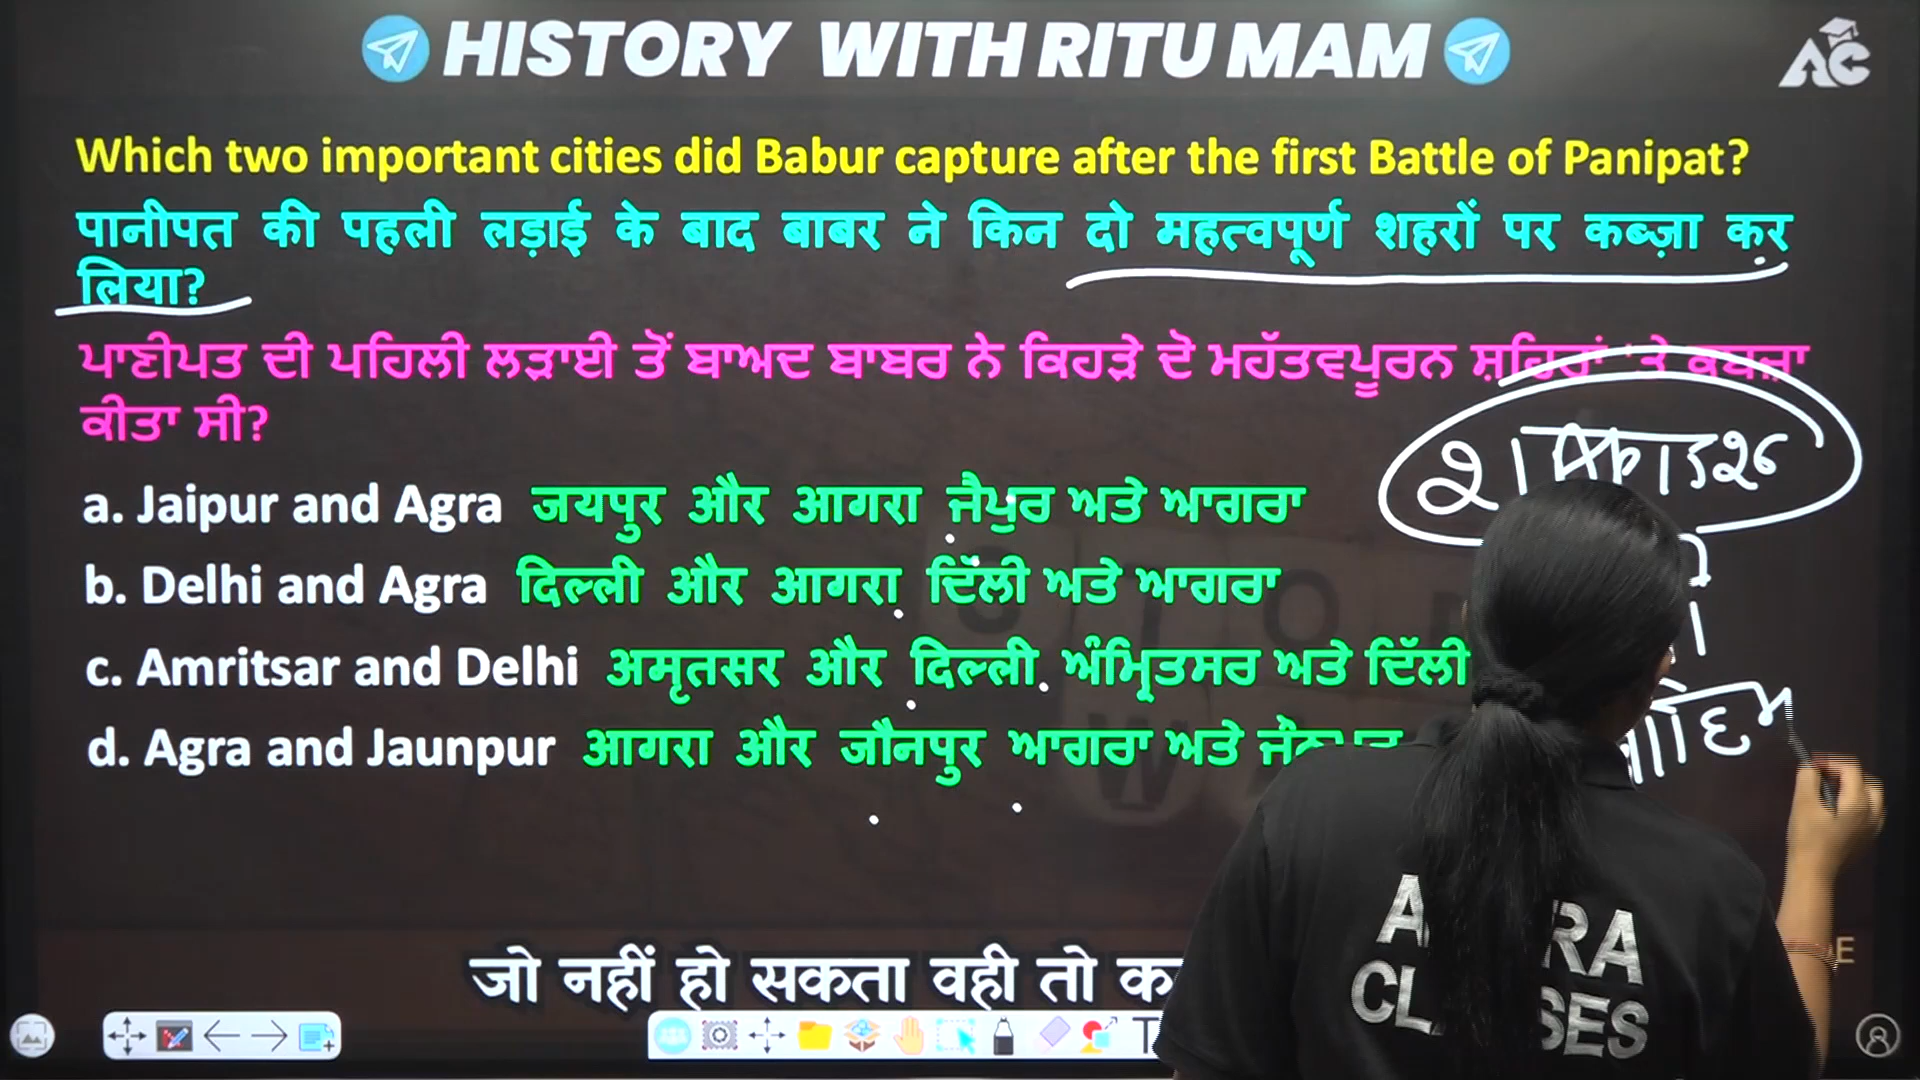 HISTORY WITH RITU MAM
AC
Which two important cities did Babur capture after the first Battle of Panipat?
पानीपत की पहली लड़ाई के बाद बाबर ने किन दो महत्वपूर्ण शहरों पर कब्ज़ा कर
लिया?
ਪਾਣੀਪਤ ਦੀ ਪਹਿਲੀ ਲੜਾਈ ਤੋਂ ਬਾਅਦ ਬਾਬਰ ਨੇ ਕਿਹੜੇ ਦੋ ਮਹੱਤਵਪੂਰਨ ਸ਼ਹਿਰਾਂ 'ਤੇ ਕਬਜ਼ਾ
ਕੀਤਾ ਸੀ?
a. Jaipur and Agra जयपुर और आगरा ਜੈਪੁਰ ਅਤੇ ਆਗਰਾ
b. Delhi and Agra दिल्ली और आगरा ਦਿੱਲੀ ਅਤੇ ਆਗਰਾ
c. Amritsar and Delhi अमृतसर और दिल्ली ਅੰਮ੍ਰਿਤਸਰ ਅਤੇ ਦਿੱਲੀ
d. Agra and Jaunpur आगरा और जौनपुर ਆਗਰਾ ਅਤੇ
जो नहीं हो सकता वही तो